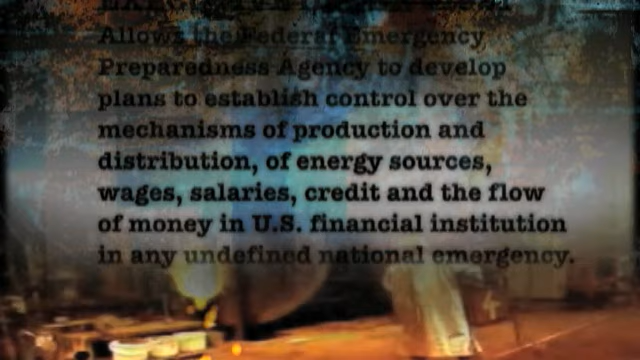 Allows the Federal Emergency
Preparedness Agency to develop
plans to establish control over the
mechanisms of production and
distribution, of energy sources,
wages, salaries, credit and the flow
of money in U.S. financial institution
in any undefined national emergency.